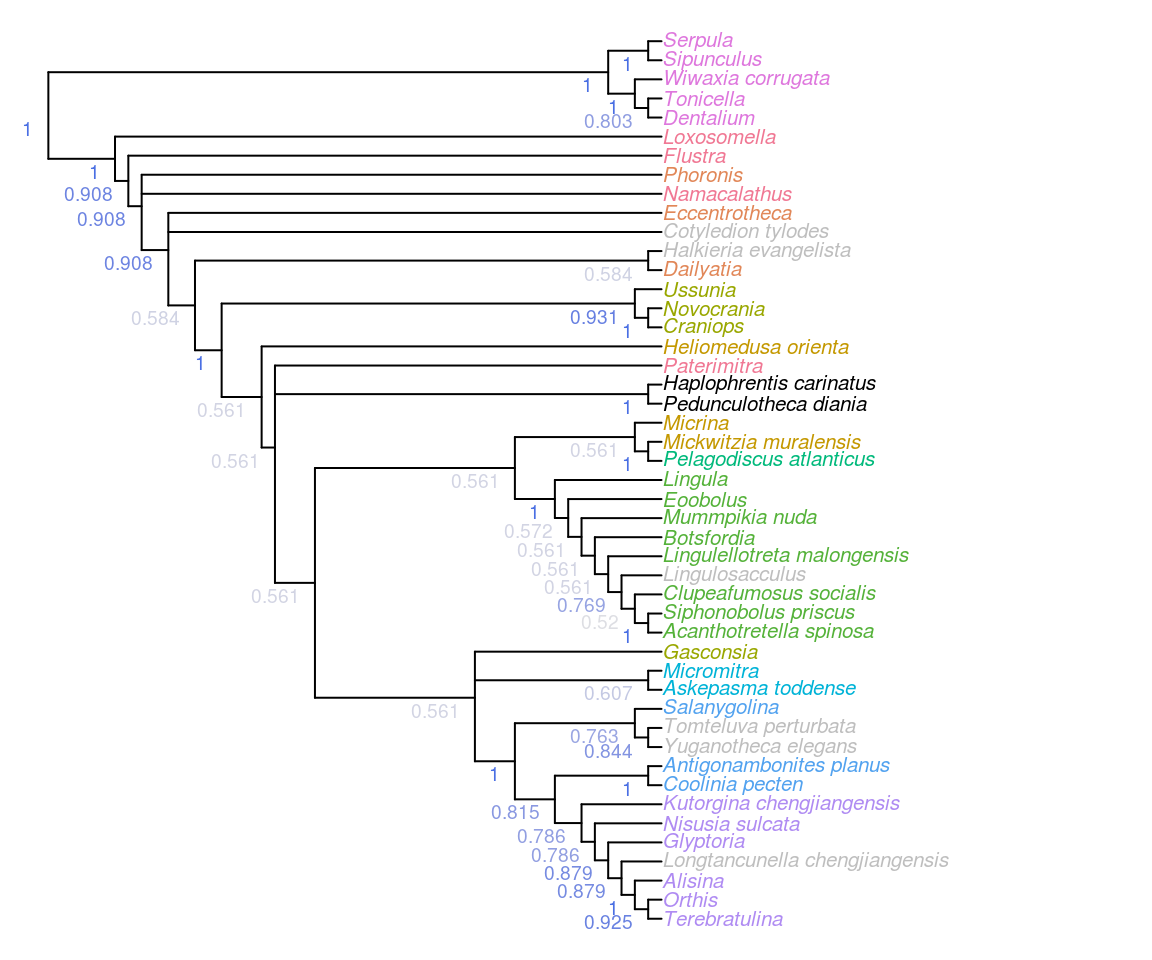 Serpula
Sipunculus
1
Wiwaxia corrugata
1
Tonicella
1
Dentalium
0.803
1
Loxosomella
Flustra
1
Phoronis
0.908
Namacalathus
Eccentrotheca
0.908
Cotyledion tylodes
Halkieria evangelista
0.908
Dailyatia
0.584
Ussunia
Novocrania
0.584
0.931
Craniops
1
Heliomedusa orienta
1
Paterimitra
Haplophrentis carinatus
Pedunculotheca diania
0.561
1
Micrina
Mickwitzia muralensis
0.561
Pelagodiscus atlanticus
0.561
1
Lingula
0.561
Eoobolus
1
Mummpikia nuda
0.572
Botsfordia
0.561
Lingulellotreta malongensis
0.561
Lingulosacculus
0.561
Clupeafumosus socialis
0.561
0.769
Siphonobolus priscus
0.52
Acanthotretella spinosa
1
Gasconsia
Micromitra
Askepasma toddense
0.607
Salanygolina
0.561
Tomteluva perturbata
0.763
Yuganotheca elegans
0.844
Antigonambonites planus
1
Coolinia pecten
1
Kutorgina chengjiangensis
0.815
Nisusia sulcata
0.786
Glyptoria
0.786
Longtancunella chengjiangensis
0.879
Alisina
0.879
Orthis
1
Terebratulina
0.925